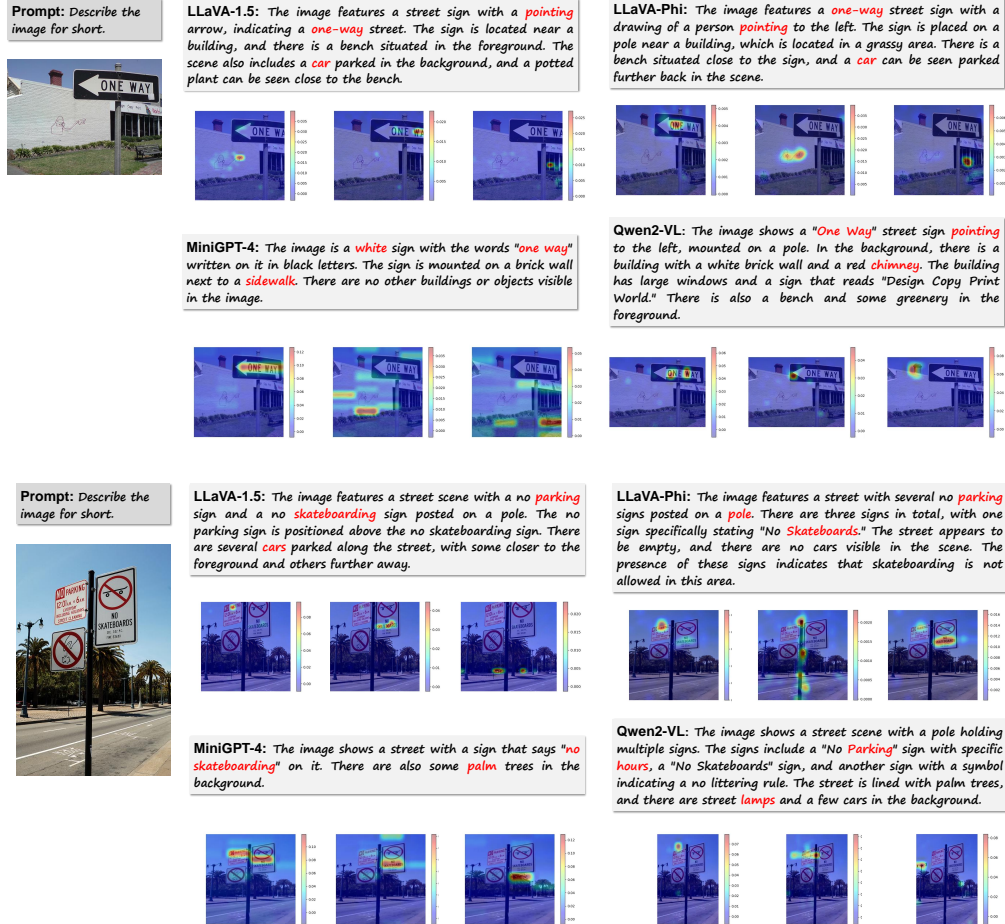 Prompt: Describe the
image for short.
ONE WAY
LLaVA-1.5: The image features a street sign with a pointing
arrow, indicating a one-way street. The sign is located near a
building, and there is a bench situated in the foreground. The
scene also includes a car parked in the background, and a potted
plant can be seen close to the bench.
LLaVA-Phi: The image features a one-way street sign with a
drawing of a person pointing to the left. The sign is placed on a
pole near a building, which is located in a grassy area. There is a
bench situated close to the sign, and a car can be seen parked
further back in the scene.
MiniGPT-4: The image is a white sign with the words "one way"
written on it in black letters. The sign is mounted on a brick wall
next to a sidewalk. There are no other buildings or objects visible
in the image.
Qwen2-VL: The image shows a "One Way" street sign pointing
to the left, mounted on a pole. In the background, there is a
building with a white brick wall and a red chimney. The building
has large windows and a sign that reads "Design Copy Print
World." There is also a bench and some greenery in the
foreground.
Prompt: Describe the
image for short.
NO PARKING
NO
SKATEBOARDS
LLaVA-1.5: The image features a street scene with a no parking
sign and a no skateboarding sign posted on a pole. The no
parking sign is positioned above the no skateboarding sign. There
are several cars parked along the street, with some closer to the
foreground and others further away.
LLaVA-Phi: The image features a street with several no parking
signs posted on a pole. There are three signs in total, with one
sign specifically stating "No Skateboards." The street appears to
be empty, and there are no cars visible in the scene. The
presence of these signs indicates that skateboarding is not
allowed in this area.
MiniGPT-4: The image shows a street with a sign that says "no
skateboarding" on it. There are also some palm trees in the
background.
Qwen2-VL: The image shows a street scene with a pole holding
multiple signs. The signs include a "No Parking" sign with specific
hours, a "No Skateboards" sign, and another sign with a symbol
indicating a no littering rule. The street is lined with palm trees,
and there are street lamps and a few cars in the background.